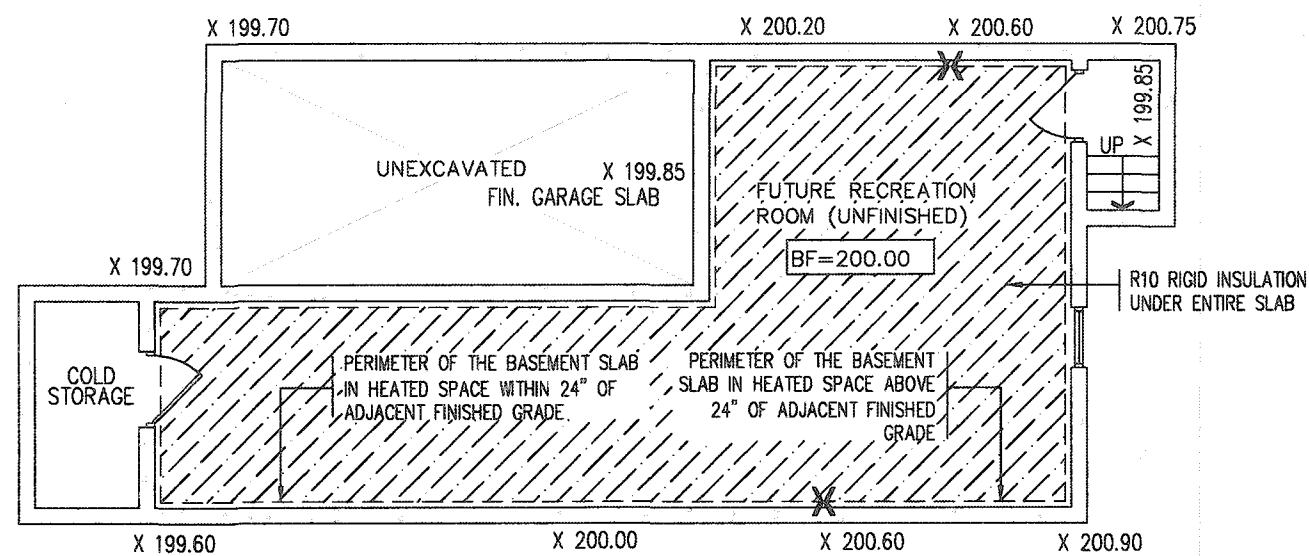 X 199.70
X 200.20
X 200.60
X 200.75
X 199.85
UP
UNEXCAVATED
X 199.85
FIN. GARAGE SLAB
FUTURE RECREATION
ROOM (UNFINISHED)
BF=200.00
X 199.70
R10 RIGID INSULATION
UNDER ENTIRE SLAB
COLD
STORAGE
PERIMETER OF THE BASEMENT SLAB
IN HEATED SPACE WITHIN 24" OF
ADJACENT FINISHED GRADE.
PERIMETER OF THE BASEMENT
SLAB IN HEATED SPACE ABOVE
24" OF ADJACENT FINISHED
GRADE
X 199.60
X 200.00
X 200.60
X 200.90